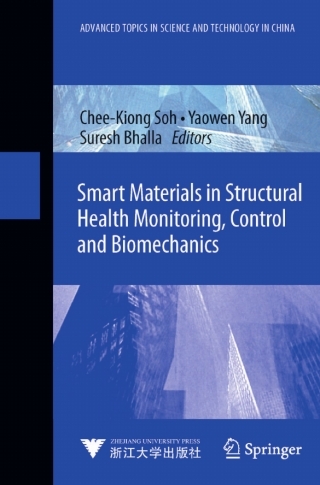 ADVANCED TOPICS IN SCIENCE AND TECHNOLOGY IN CHINA
Chee-Kiong Soh • Yaowen Yang
Suresh Bhalla Editors
Smart Materials in Structural
Health Monitoring, Control
and Biomechanics
ZHEJIANG UNIVERSITY PRESS
浙江大学出版社
Springer